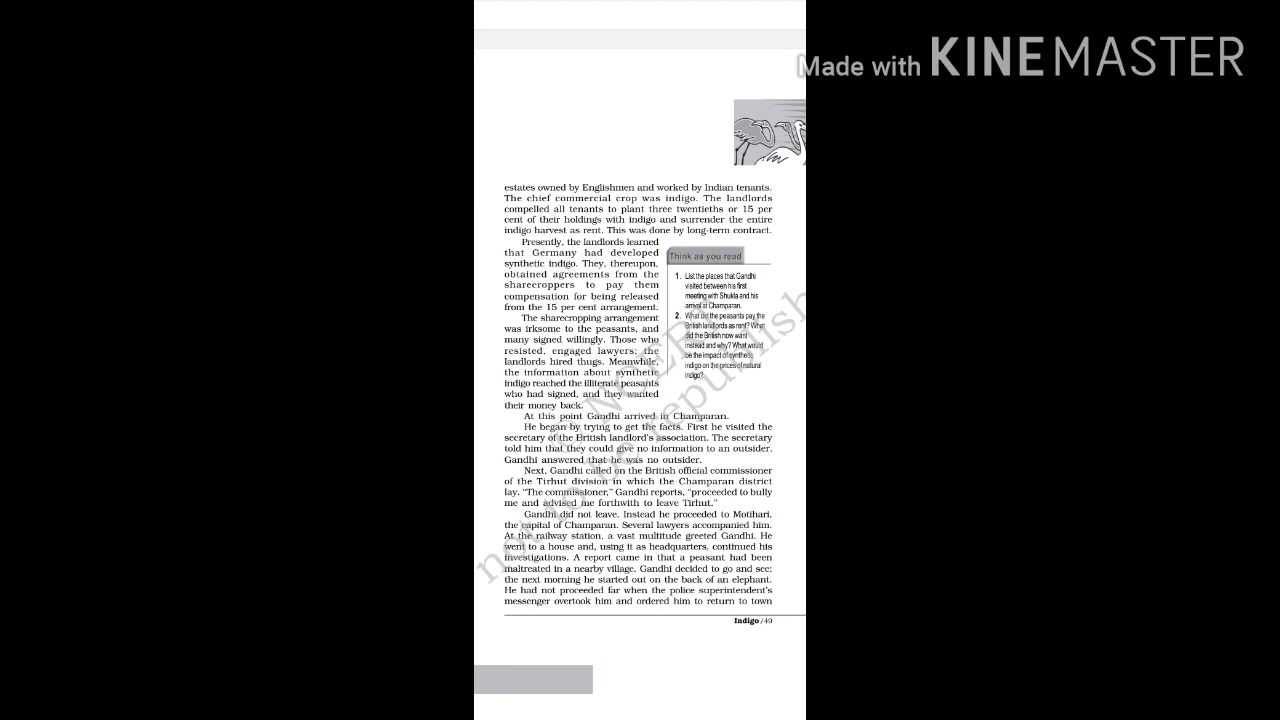 Made with KINEMASTER
estates owned by Englishmen and worked by Indian tenants.
The chief commercial crop was indigo. The landlords
compelled all tenants to plant three twentieths or 15 per
cent of their holdings with indigo and surrender the entire
indigo harvest as rent. This was done by long-term contract.
Presently, the landlords learned
that Germany had developed
synthetic indigo. They, thereupon,
obtained agreements from the
sharecroppers to pay them
compensation for being released
from the 15 per cent arrangement.
The sharecropping arrangement
was irksome to the peasants, and
many signed willingly. Those who
resisted, engaged lawyers; the
landlords hired thugs. Meanwhile,
the information about synthetic
indigo reached the illiterate peasants
who had signed, and they wanted
their money back.
Think as you read
1. List the places that Gandhi
visited between his first
meeting with Shukla and his
arrival at Champaran.
2. What did the peasants pay the
British landlords as rent? What
did the British now want
instead and why? What would
be the impact of synthetic
indigo on the prices of natural
indigo?
At this point Gandhi arrived in Champaran.
He began by trying to get the facts. First he visited the
secretary of the British landlord's association. The secretary
told him that they could give no information to an outsider.
Gandhi answered that he was no outsider.
Next, Gandhi called on the British official commissioner
of the Tirhut division in which the Champaran district
lay. "The commissioner," Gandhi reports, "proceeded to bully
me and advised me forthwith to leave Tirhut."
Gandhi did not leave. Instead he proceeded to Motihari,
the capital of Champaran. Several lawyers accompanied him.
At the railway station, a vast multitude greeted Gandhi. He
went to a house and, using it as headquarters, continued his
investigations. A report came in that a peasant had been
maltreated in a nearby village. Gandhi decided to go and see;
the next morning he started out on the back of an elephant.
He had not proceeded far when the police superintendent's
messenger overtook him and ordered him to return to town
Indigo/49
© NCERT
not to be republish